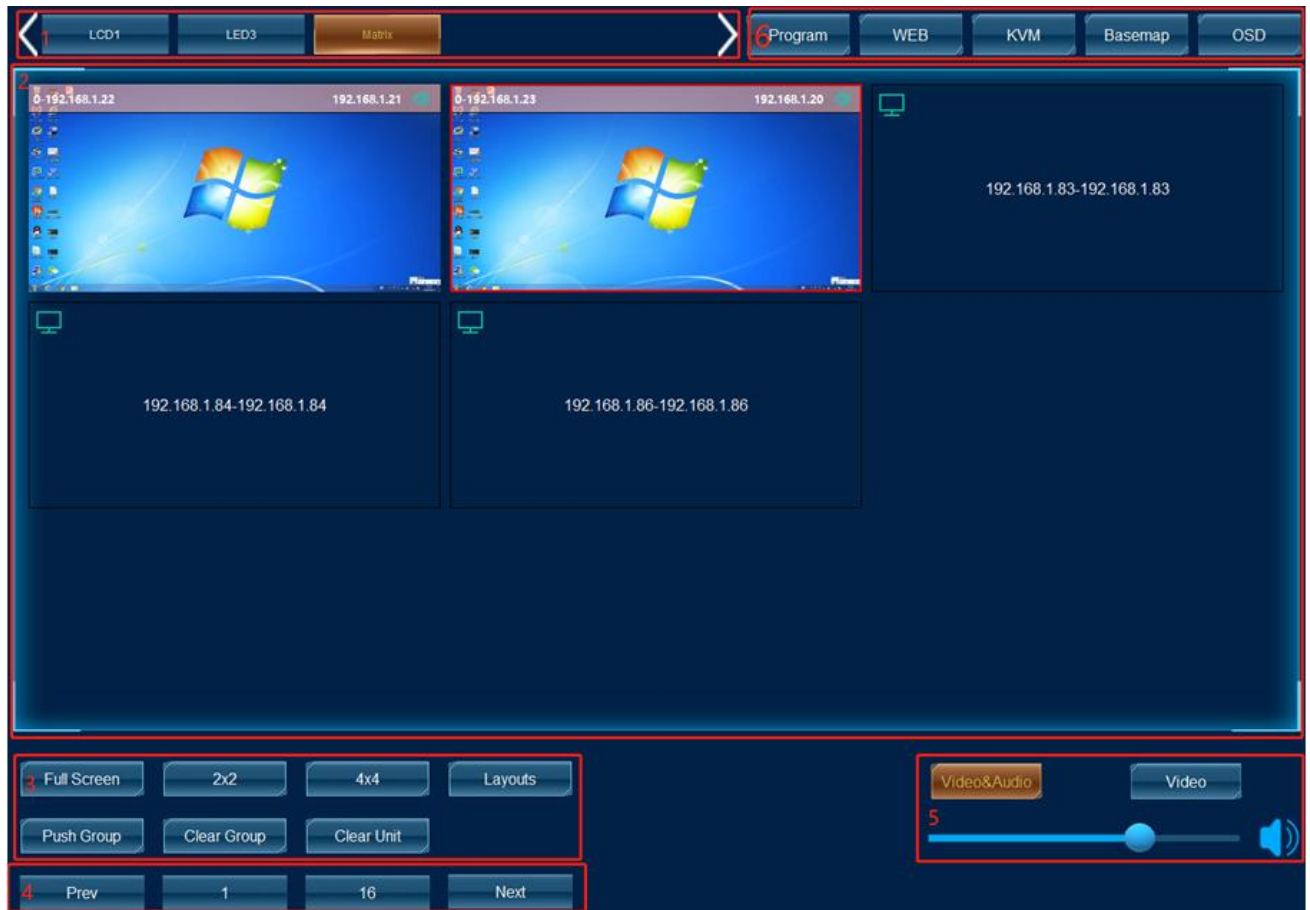 1 LCD1 LED3 Matrix
6 Program WEB KVM Basemap OSD
2
0-192.168.1.22 192.168.1.21 0-192.168.1.23 192.168.1.20
192.168.1.83-192.168.1.83
192.168.1.84-192.168.1.84 192.168.1.86-192.168.1.86
3 Full Screen 2x2 4x4 Layouts
Push Group Clear Group Clear Unit
Video&Audio Video
5
4 Prev 1 16 Next